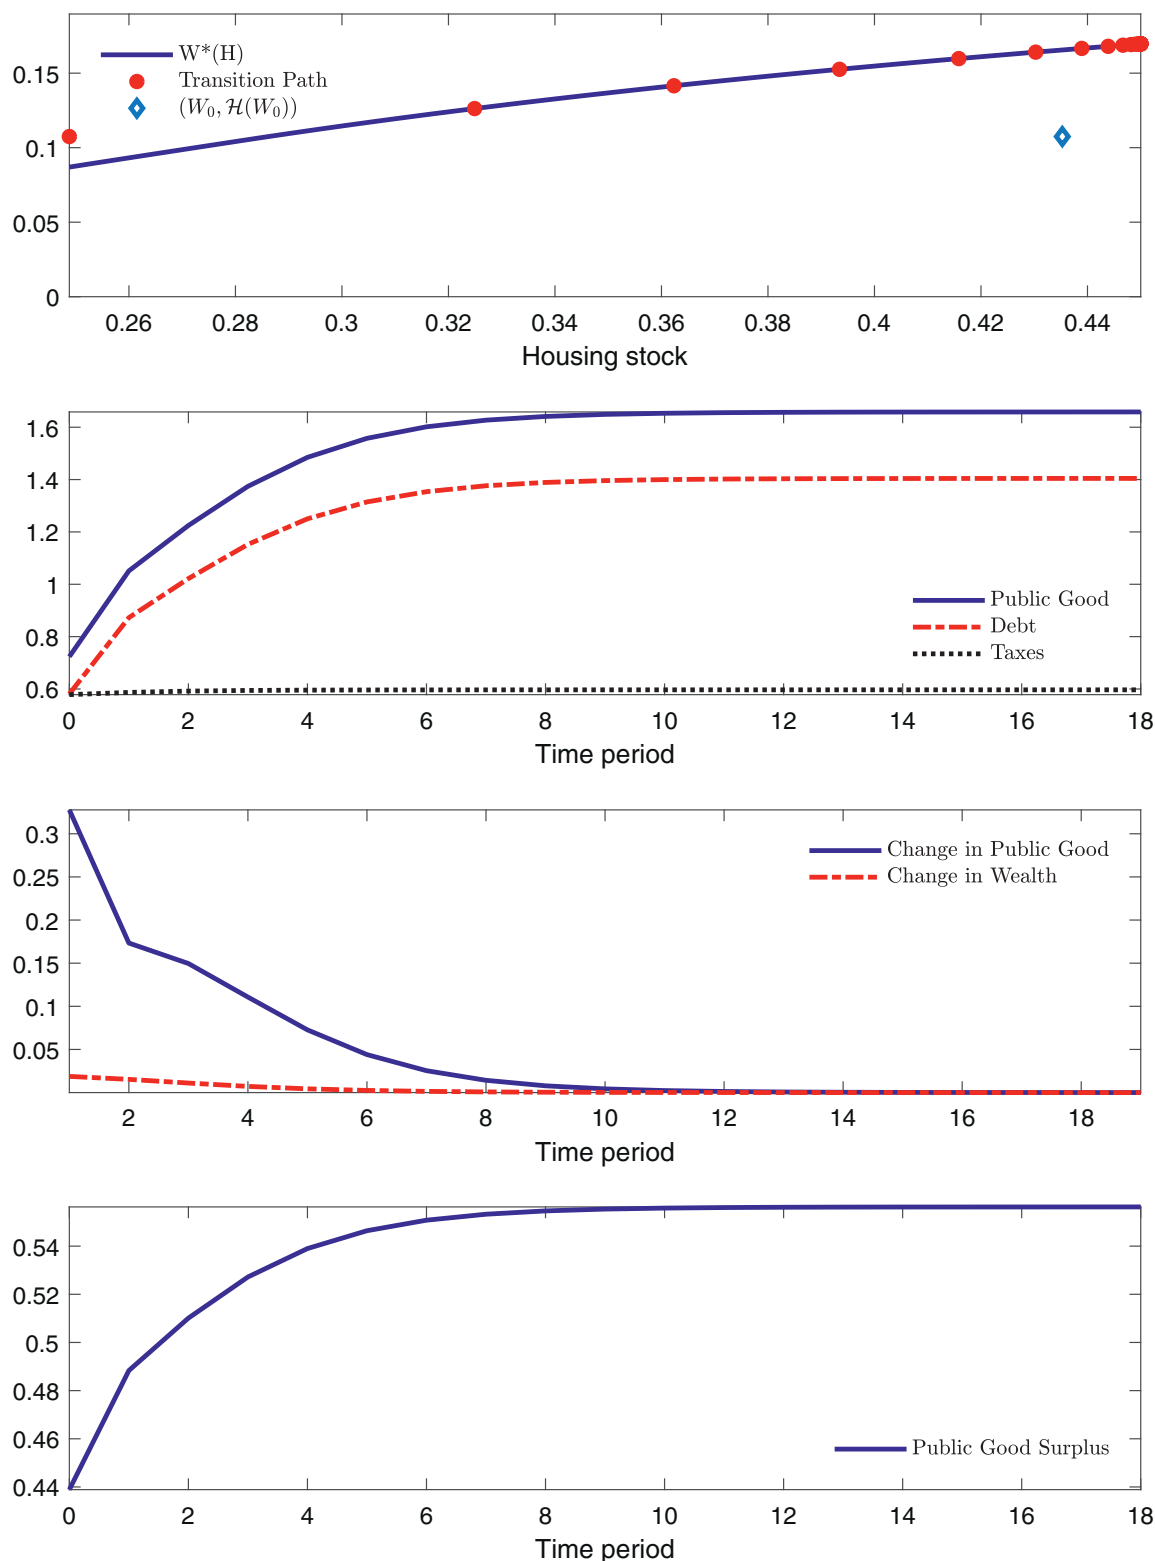 W*(H)
Transition Path
(W₀, ℋ(W₀))
0.15
0.1
0.05
0
0.26 0.28 0.3 0.32 0.34 0.36 0.38 0.4 0.42 0.44
Housing stock
1.6
1.4
1.2
1
0.8
0.6
Public Good
Debt
Taxes
0 2 4 6 8 10 12 14 16 18
Time period
0.3
0.25
0.2
0.15
0.1
0.05
Change in Public Good
Change in Wealth
2 4 6 8 10 12 14 16 18
Time period
0.54
0.52
0.5
0.48
0.46
0.44
Public Good Surplus
0 2 4 6 8 10 12 14 16 18
Time period